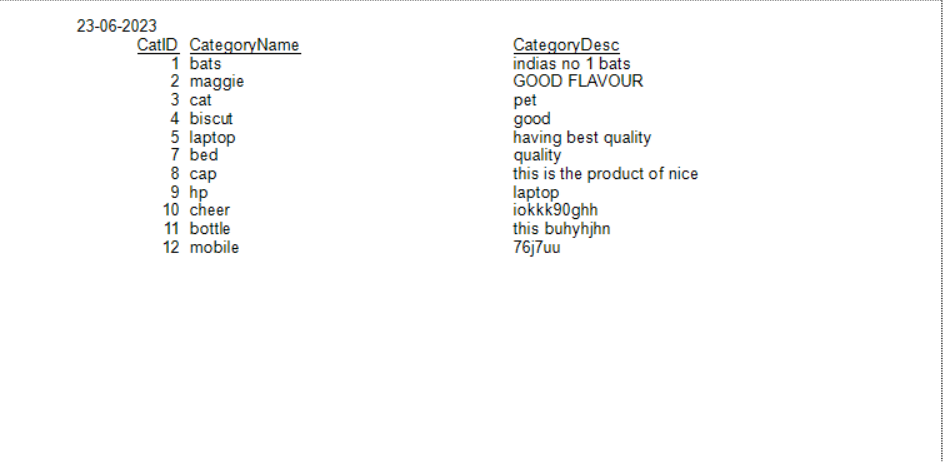 23-06-2023
CatID CategoryName CategoryDesc
1 bats indias no 1 bats
2 maggie GOOD FLAVOUR
3 cat pet
4 biscut good
5 laptop having best quality
7 bed quality
8 cap this is the product of nice
9 hp laptop
10 cheer iokkk90ghh
11 bottle this buhyhjhn
12 mobile 76j7uu